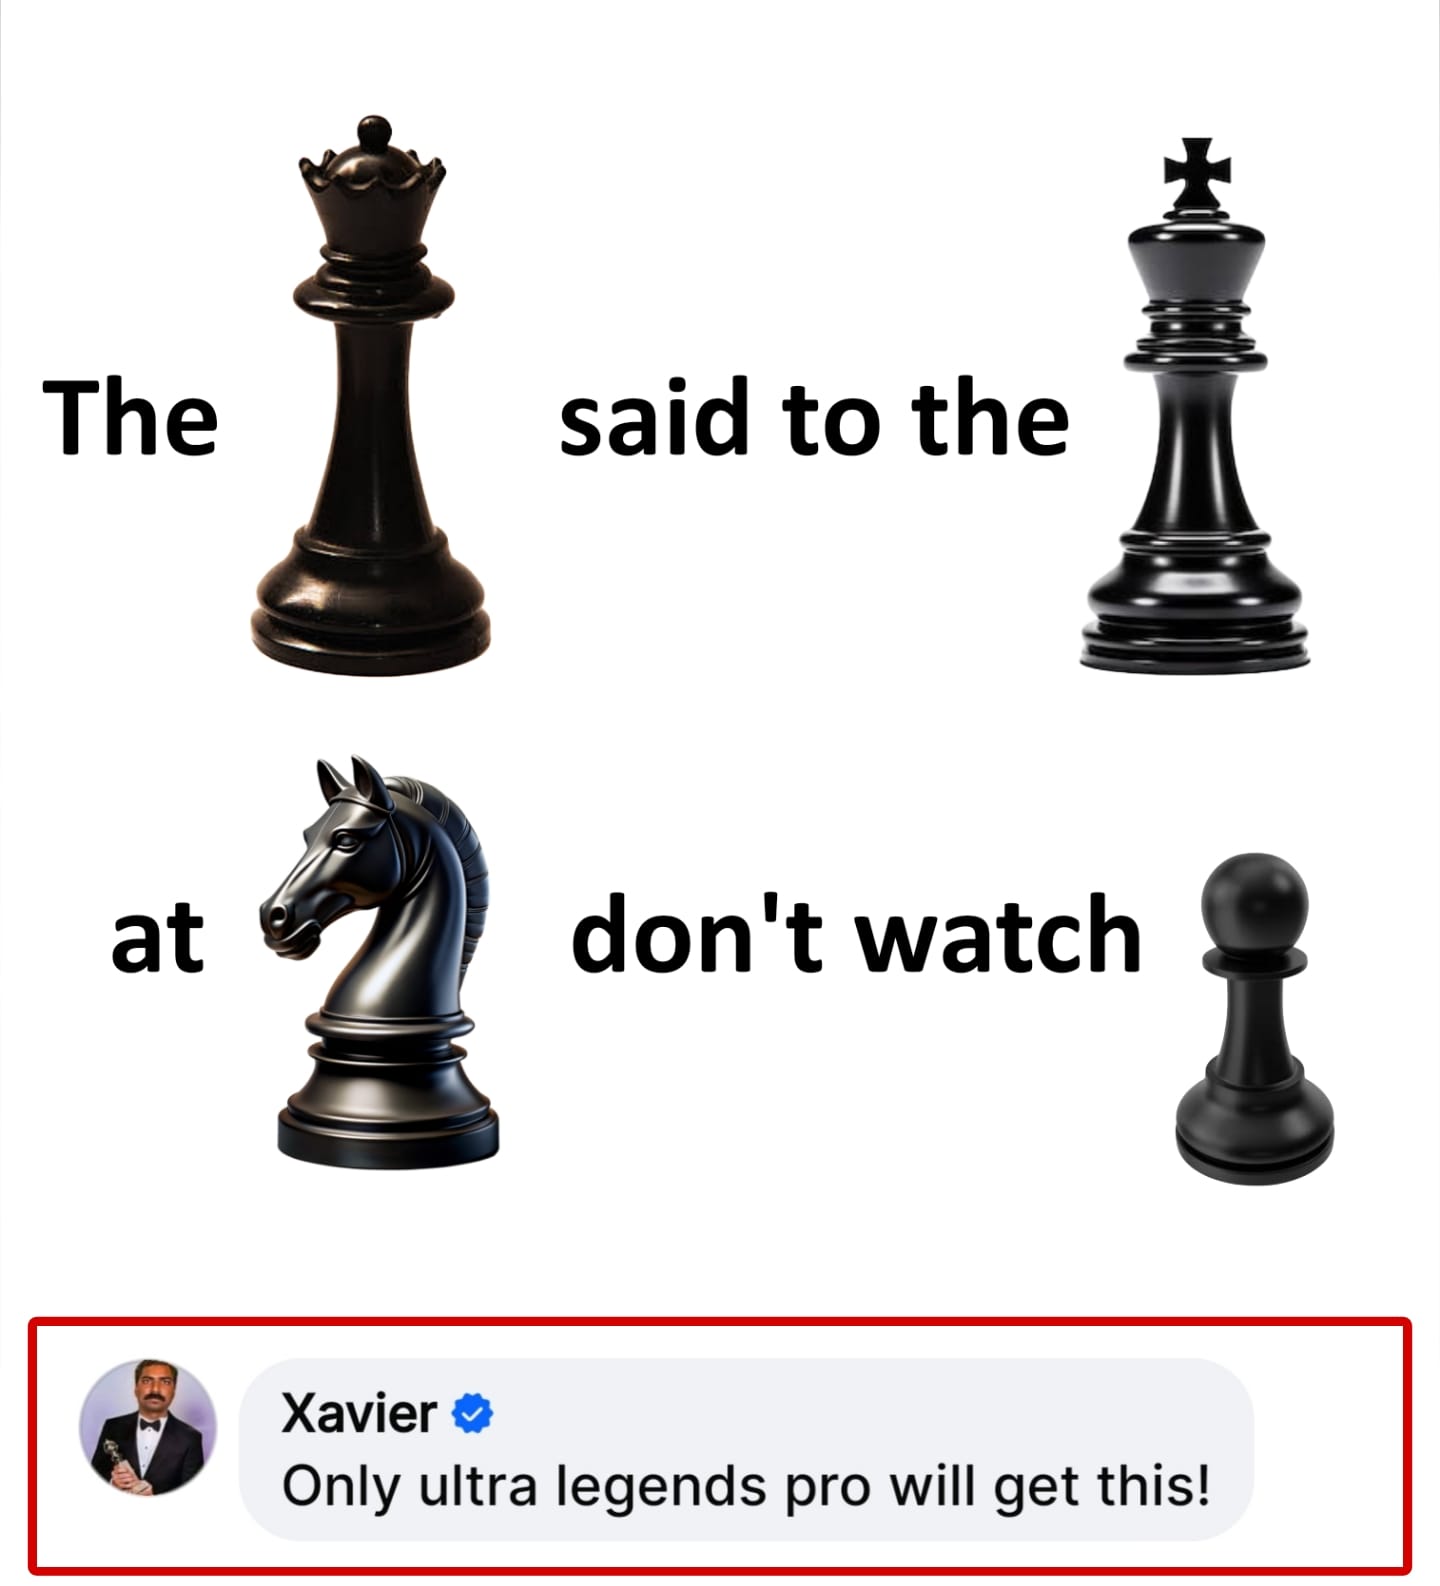 The said to the
at don't watch
Xavier
Only ultra legends pro will get this!